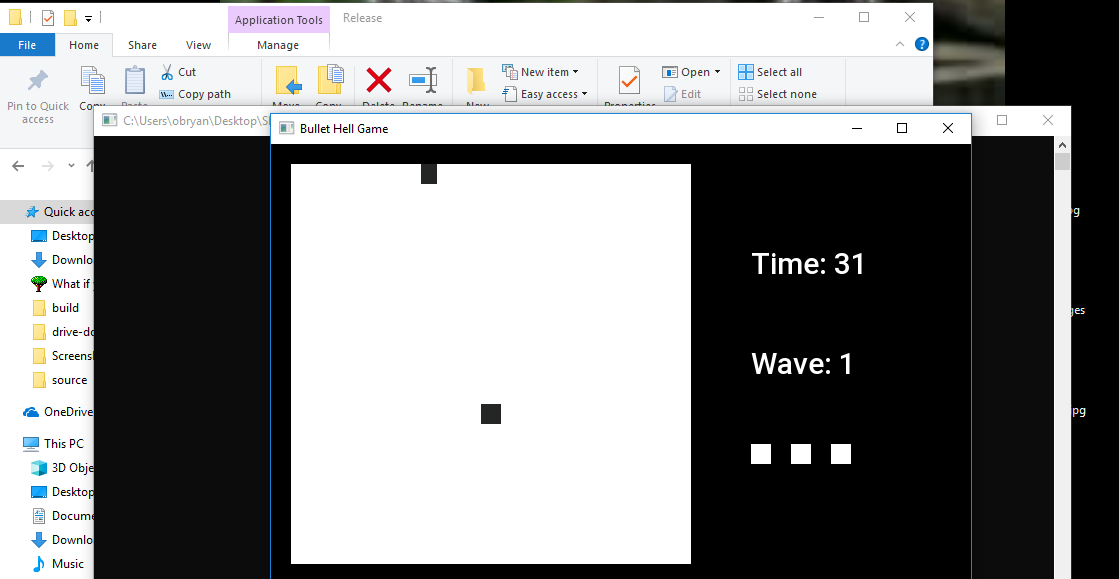 Application Tools
Release
File
Home
Share
View
Manage
Pin to Quick
access
Copy
Paste
Cut
Copy path
Move
Copy
Delete
Rename
New
New item
Easy access
Properties
Open
Edit
Select all
Select none
C:\Users\obryan\Desktop\S
Bullet Hell Game
Quick acc
Desktop
Downlo
What if
build
drive-do
Screensh
source
OneDrive
This PC
3D Obje
Desktop
Docume
Downlo
Music
Time: 31
Wave: 1
ges